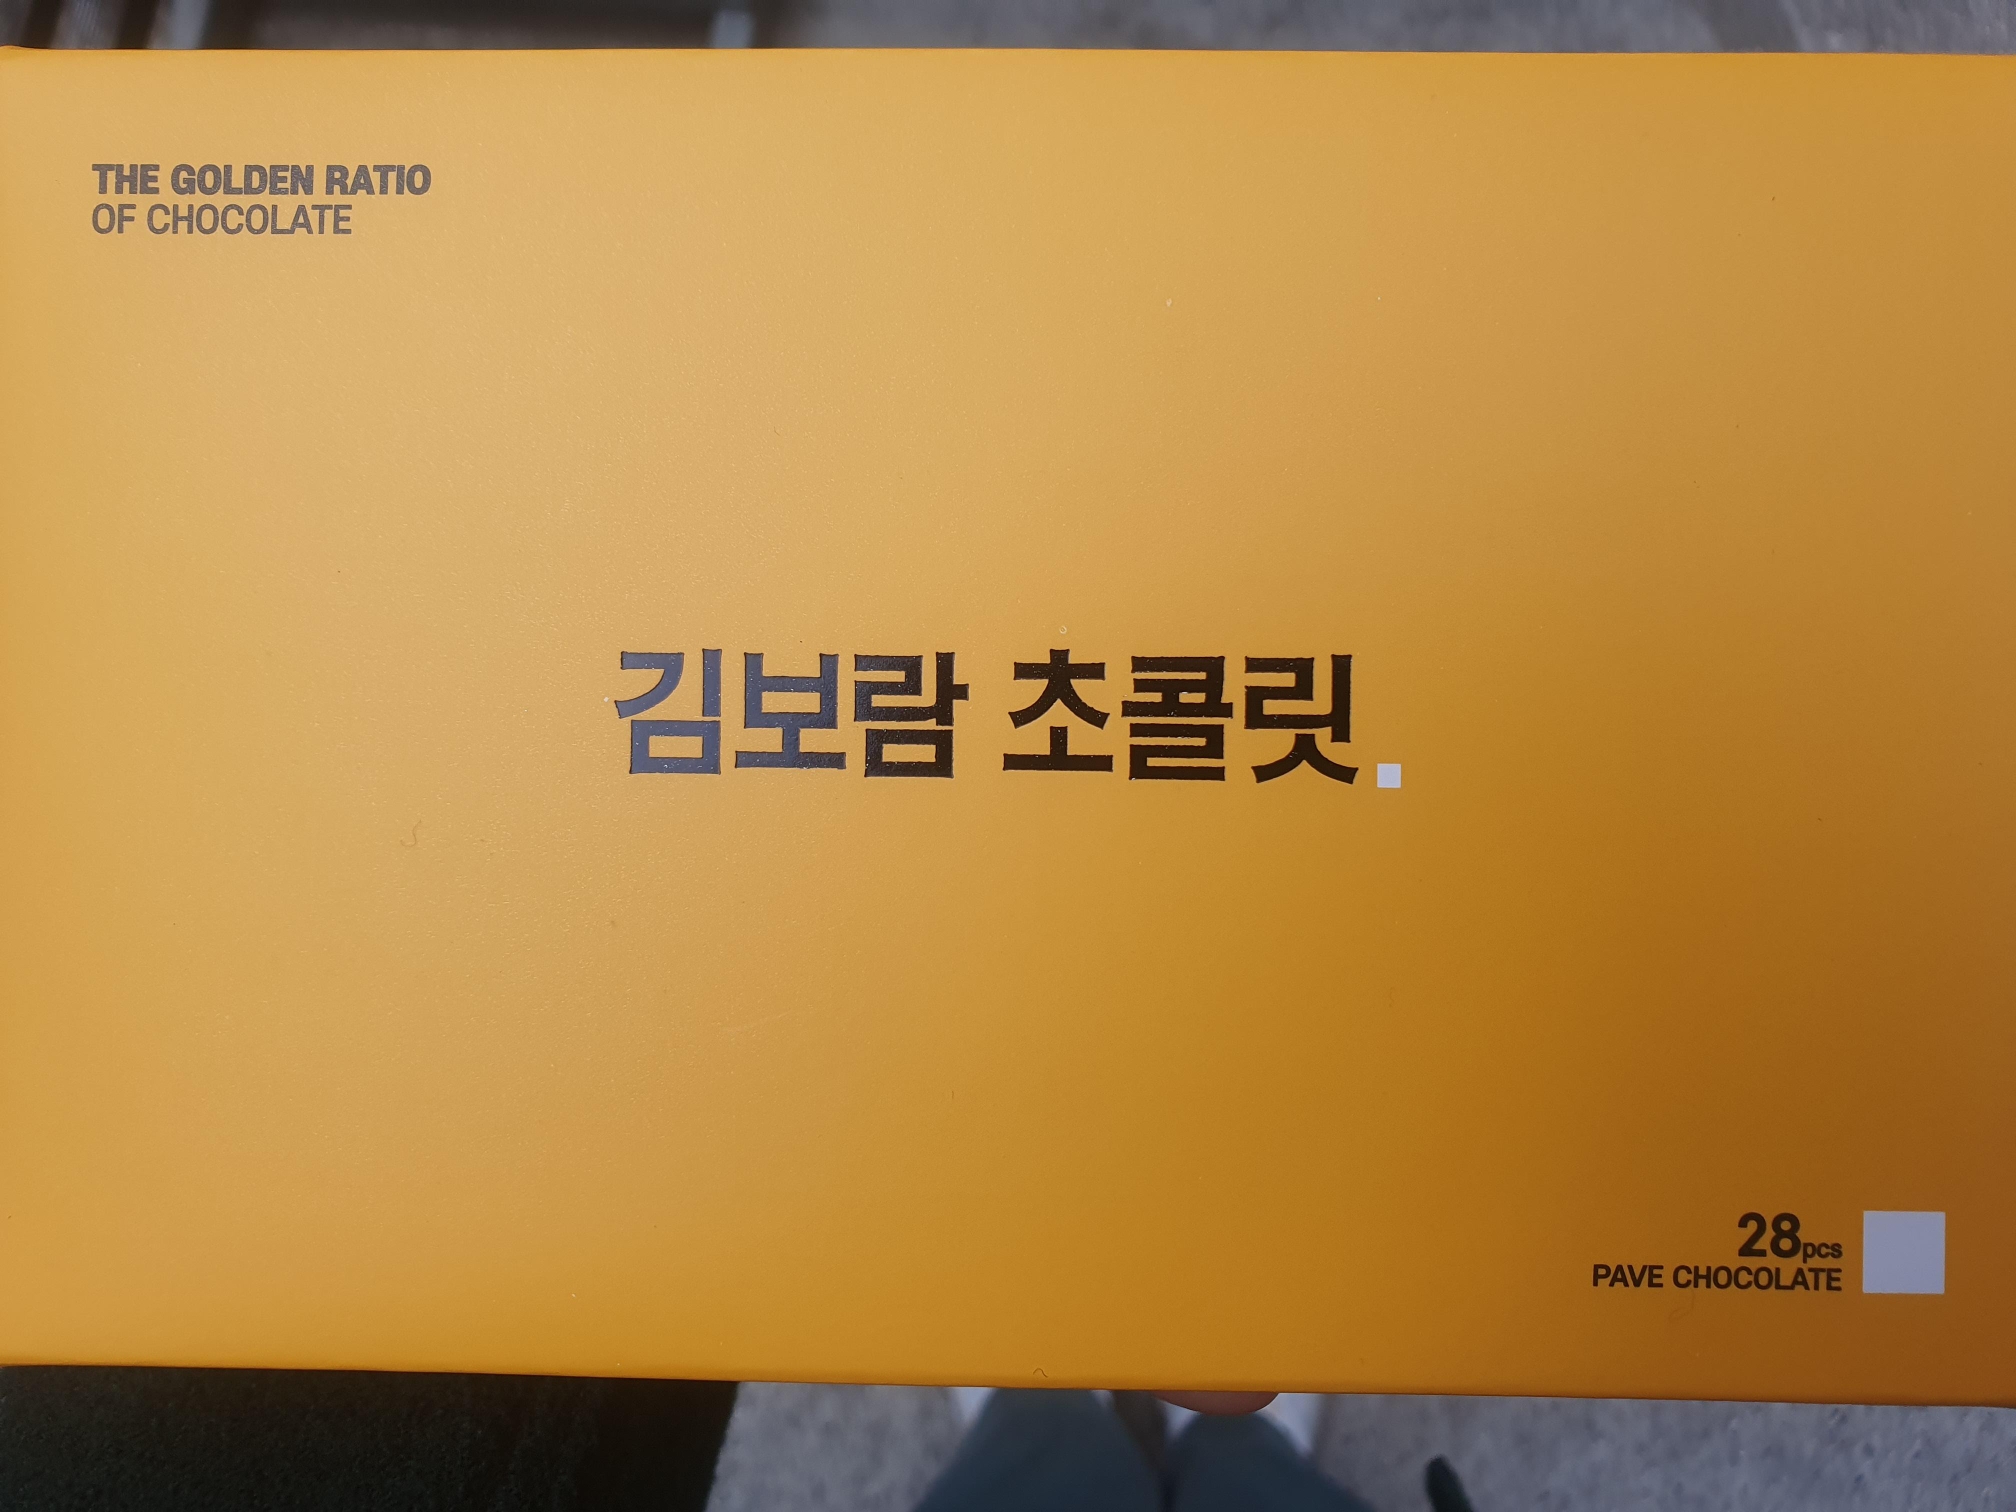 THE GOLDEN RATIO
OF CHOCOLATE
김보람 초콜릿.
28pcs
PAVE CHOCOLATE